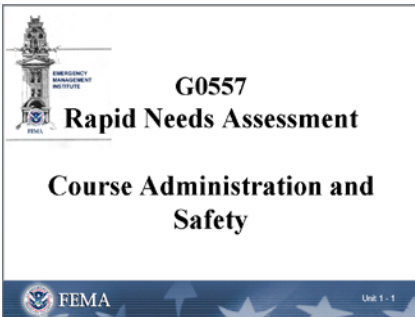 EMERGENCY
MANAGEMENT
INSTITUTE
FEMA
G0557
Rapid Needs Assessment
Course Administration and
Safety
FEMA
Unit 1 - 1